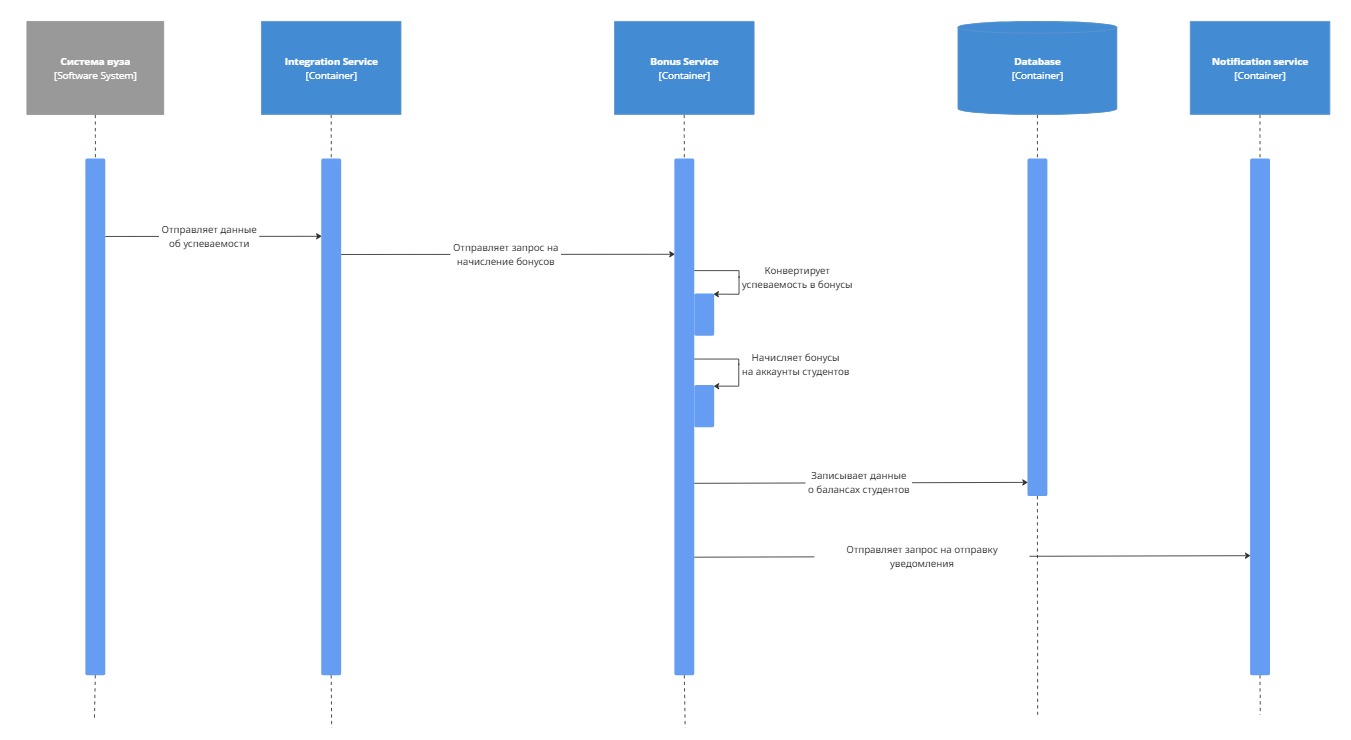 Система вуза
[Software System]
Integration Service
[Container]
Bonus Service
[Container]
Database
[Container]
Notification service
[Container]
Отправляет данные
об успеваемости
Отправляет запрос на
начисление бонусов
Конвертирует
успеваемость в бонусы
Начисляет бонусы
на аккаунты студентов
Записывает данные
о балансах студентов
Отправляет запрос на отправку
уведомления